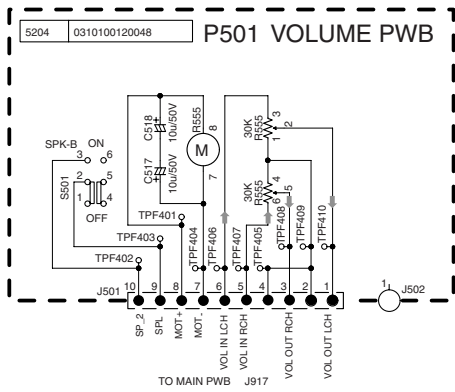 5204 0310100120048
P501 VOLUME PWB
SPK-B ON
3 6
2 5
1 4
S501
OFF
C518
10u/50V
C517
10u/50V
R555
8
M
7
30K
R555
3
2
1
30K
R555
4
5
6
TPF401
TPF403
TPF402
TPF404
TPF406
TPF407
TPF405
TPF408
TPF409
TPF410
J501
10 9 8 7 6 5 4 3 2 1
SP_2
SPL
MOT+
MOT-
VOL IN LCH
VOL IN RCH
VOL OUT RCH
VOL OUT LCH
1
J502
TO MAIN PWB J917